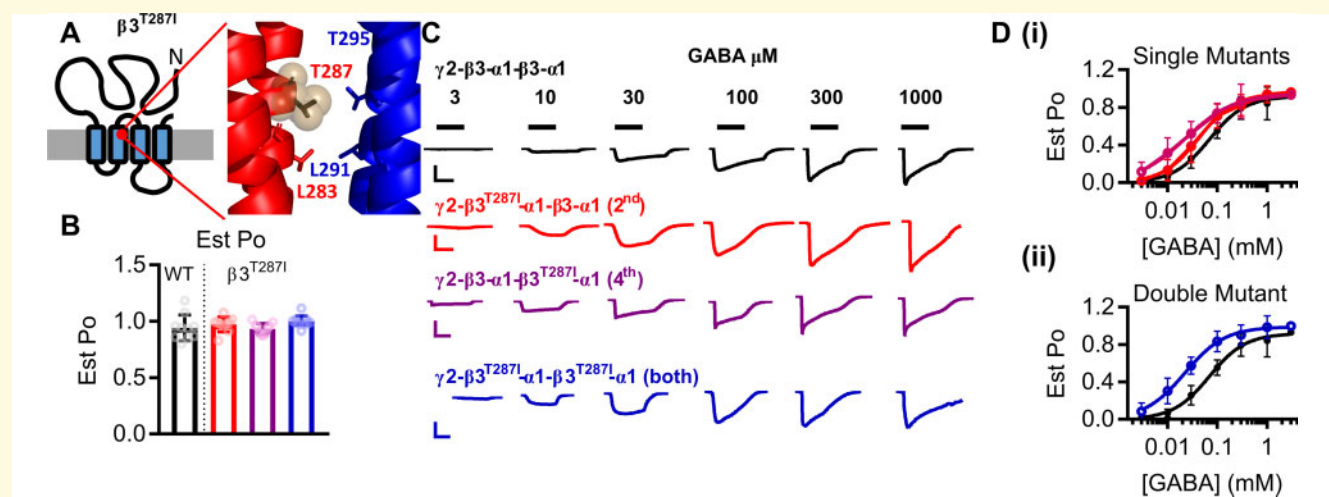 A
β3T287I
N
T295
T287
L291
L283
B
Est Po
WT
β3T287I
1.5
1.0
0.5
0.0
Est Po
C
GABA μM
γ2-β3-α1-β3-α1
3 10 30 100 300 1000
γ2-β3T287I-α1-β3-α1 (2nd)
γ2-β3-α1-β3T287I-α1 (4th)
γ2-β3T287I-α1-β3T287I-α1 (both)
D (i)
Single Mutants
1.2
0.8
0.4
0.0
Est Po
0.01 0.1 1
[GABA] (mM)
(ii)
Double Mutant
1.2
0.8
0.4
0.0
Est Po
0.01 0.1 1
[GABA] (mM)